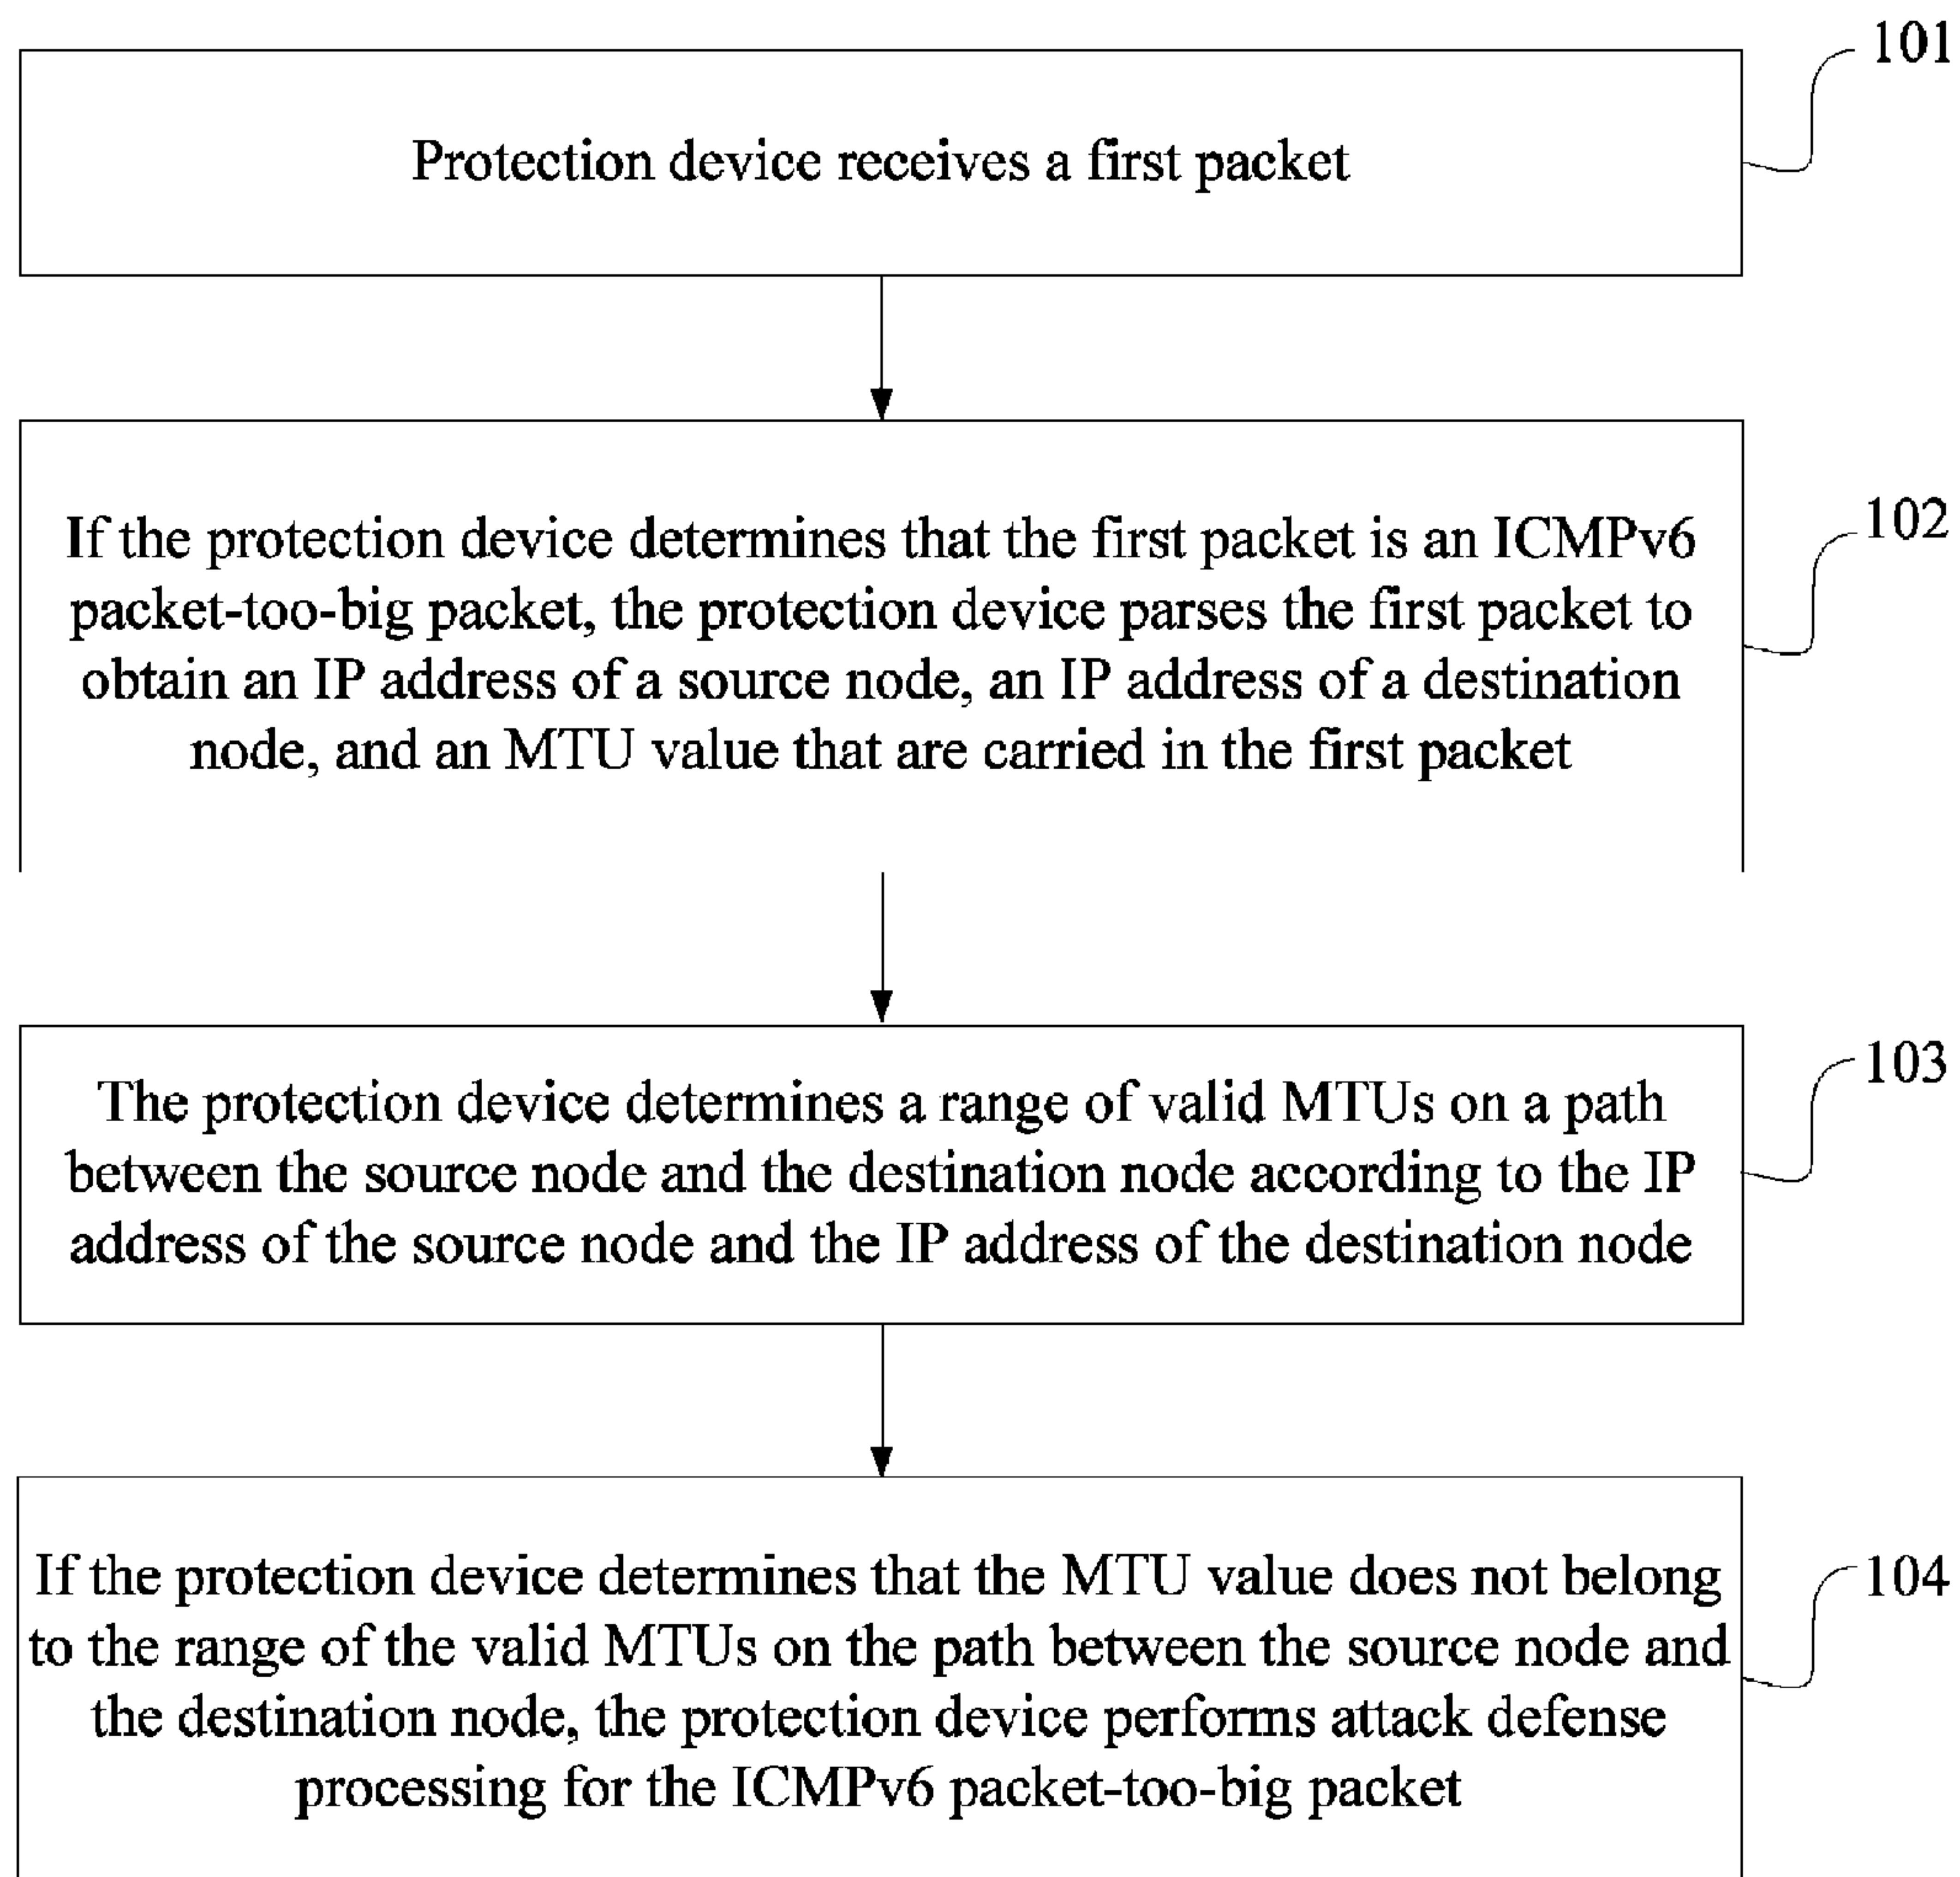 101
Protection device receives a first packet
102
If the protection device determines that the first packet is an ICMPv6
packet-too-big packet, the protection device parses the first packet to
obtain an IP address of a source node, an IP address of a destination
node, and an MTU value that are carried in the first packet
103
The protection device determines a range of valid MTUs on a path
between the source node and the destination node according to the IP
address of the source node and the IP address of the destination node
104
If the protection device determines that the MTU value does not belong
to the range of the valid MTUs on the path between the source node and
the destination node, the protection device performs attack defense
processing for the ICMPv6 packet-too-big packet